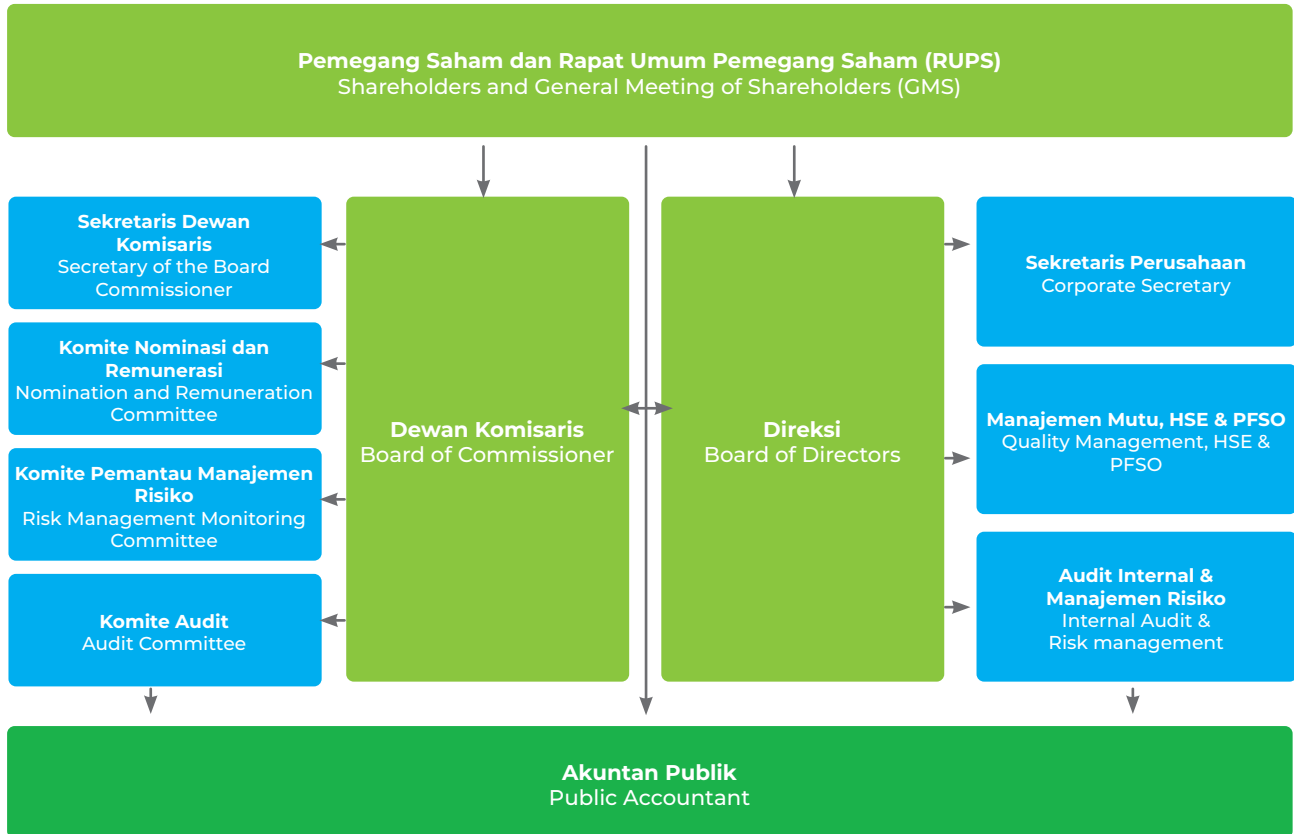 Pemegang Saham dan Rapat Umum Pemegang Saham (RUPS)
Shareholders and General Meeting of Shareholders (GMS)
Sekretaris Dewan
Komisaris
Secretary of the Board
Commissioner
Komite Nominasi dan
Remunerasi
Nomination and Remuneration
Committee
Komite Pemantau Manajemen
Risiko
Risk Management Monitoring
Committee
Komite Audit
Audit Committee
Dewan Komisaris
Board of Commissioner
Direksi
Board of Directors
Sekretaris Perusahaan
Corporate Secretary
Manajemen Mutu, HSE & PFSO
Quality Management, HSE &
PFSO
Audit Internal &
Manajemen Risiko
Internal Audit &
Risk management
Akuntan Publik
Public Accountant